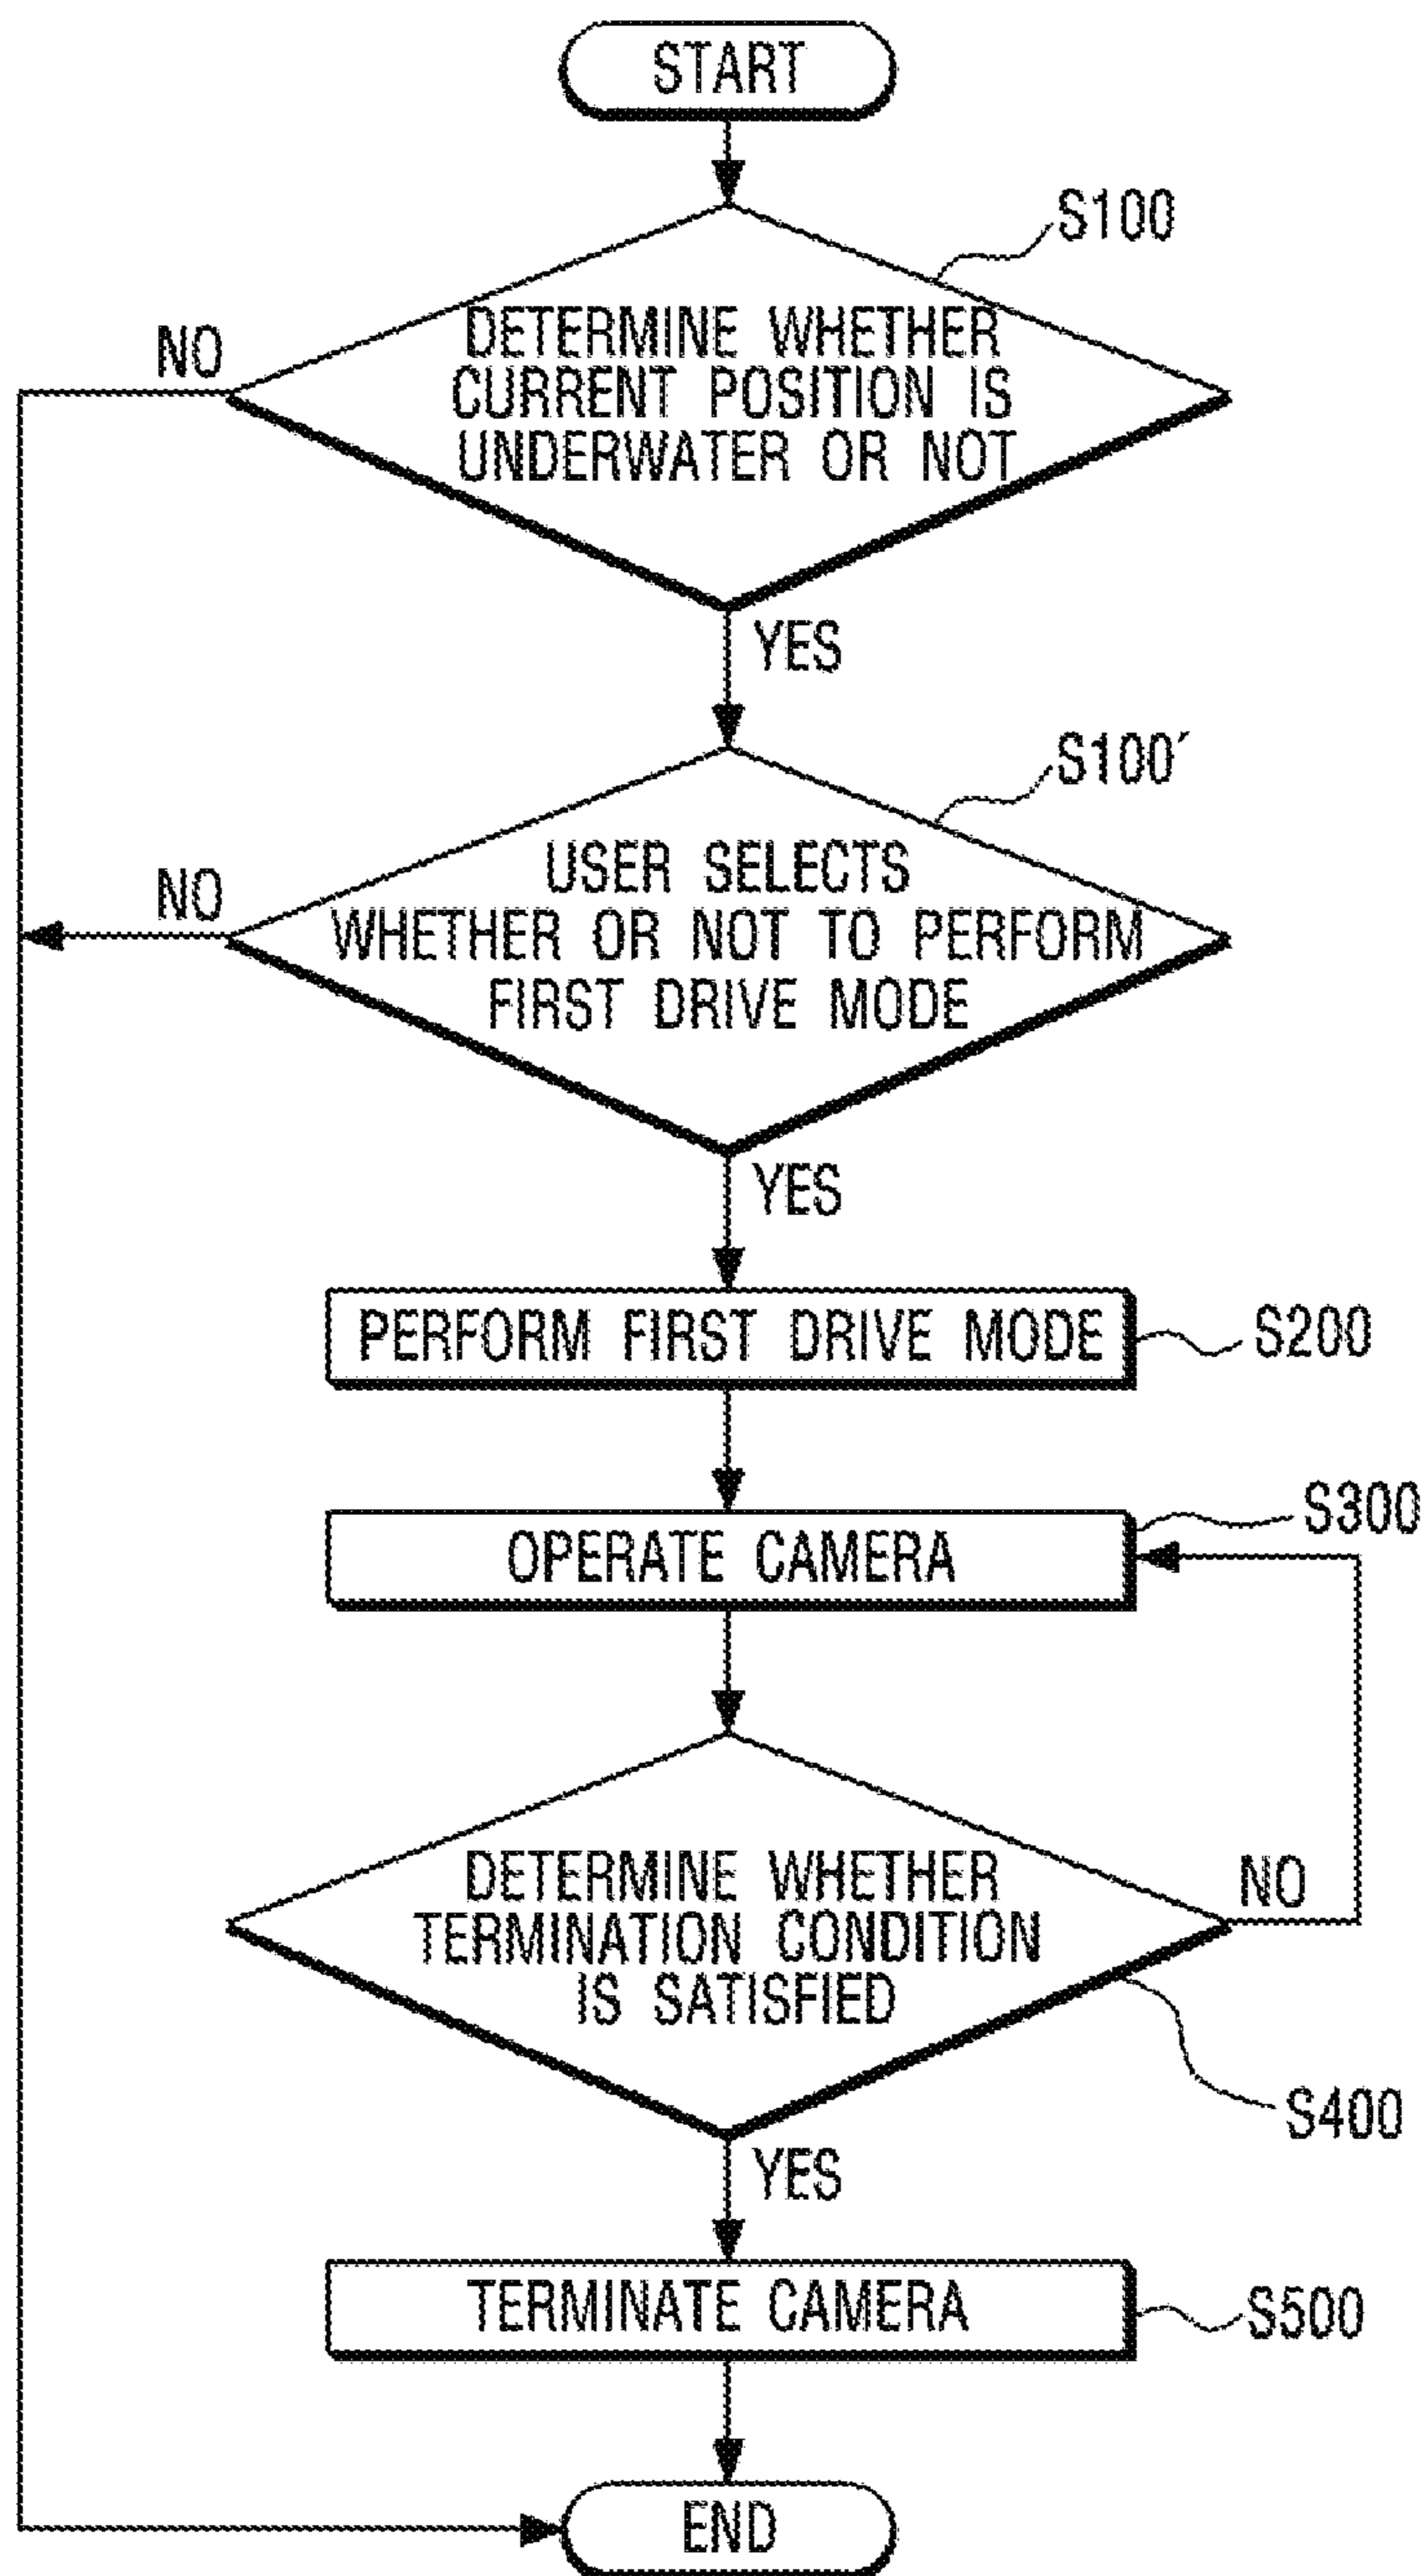 START
S100
NO
DETERMINE WHETHER
CURRENT POSITION IS
UNDERWATER OR NOT
YES
S100´
NO
USER SELECTS
WHETHER OR NOT TO PERFORM
FIRST DRIVE MODE
YES
PERFORM FIRST DRIVE MODE
S200
S300
OPERATE CAMERA
DETERMINE WHETHER
TERMINATION CONDITION
IS SATISFIED
NO
S400
YES
TERMINATE CAMERA
S500
END